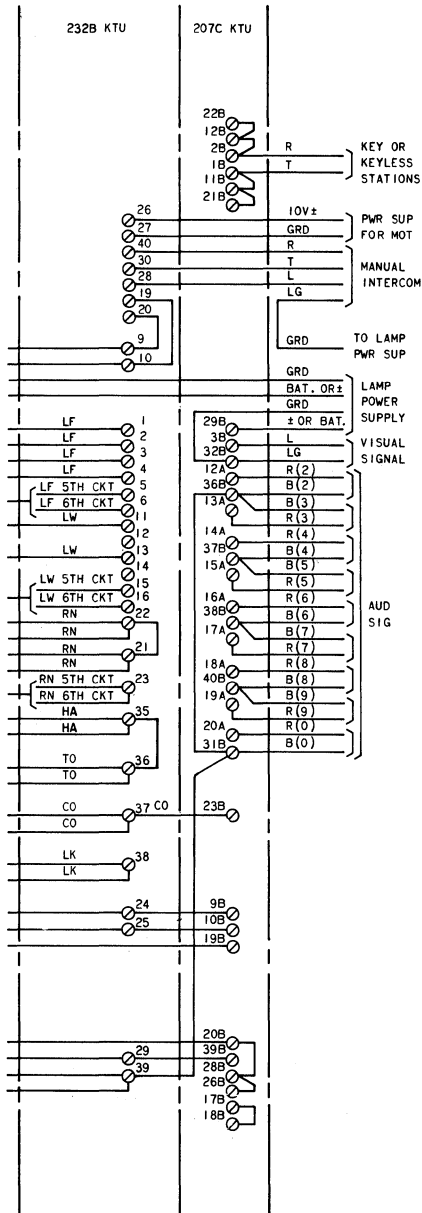 232B KTU 207C KTU
22B
12B
2B R KEY OR
1B T KEYLESS
11B STATIONS
21B
26 10V± PWR SUP
27 GRD FOR MOT
40 R
30 T MANUAL
28 L INTERCOM
19 LG
20
9 GRD TO LAMP
10 PWR SUP
GRD
BAT. OR± LAMP
GRD POWER
LF 1 29B ± OR BAT. SUPPLY
LF 2 3B L VISUAL
LF 3 32B LG SIGNAL
LF 4 12A R(2)
LF 5TH CKT 5 36B B(2)
LF 6TH CKT 6 13A B(3)
LW 11 R(3)
12 14A R(4)
LW 13 37B B(4)
14 15A B(5)
LW 5TH CKT 15 R(5)
LW 6TH CKT 16 16A R(6)
RN 22 38B B(6) AUD
RN 17A B(7) SIG
RN 21 R(7)
RN 18A R(8)
RN 5TH CKT 23 40B B(8)
RN 6TH CKT 19A B(9)
HA 35 R(9)
HA 20A R(0)
31B B(0)
TO 36
TO
CO 37 CO 23B
CO
LK 38
LK
24 9B
25 10B
19B
20B
29 39B
39 28B
26B
17B
18B